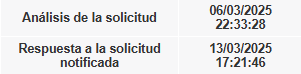 Análisis de la solicitud
06/03/2025
22:33:28
Respuesta a la solicitud
notificada
13/03/2025
17:21:46